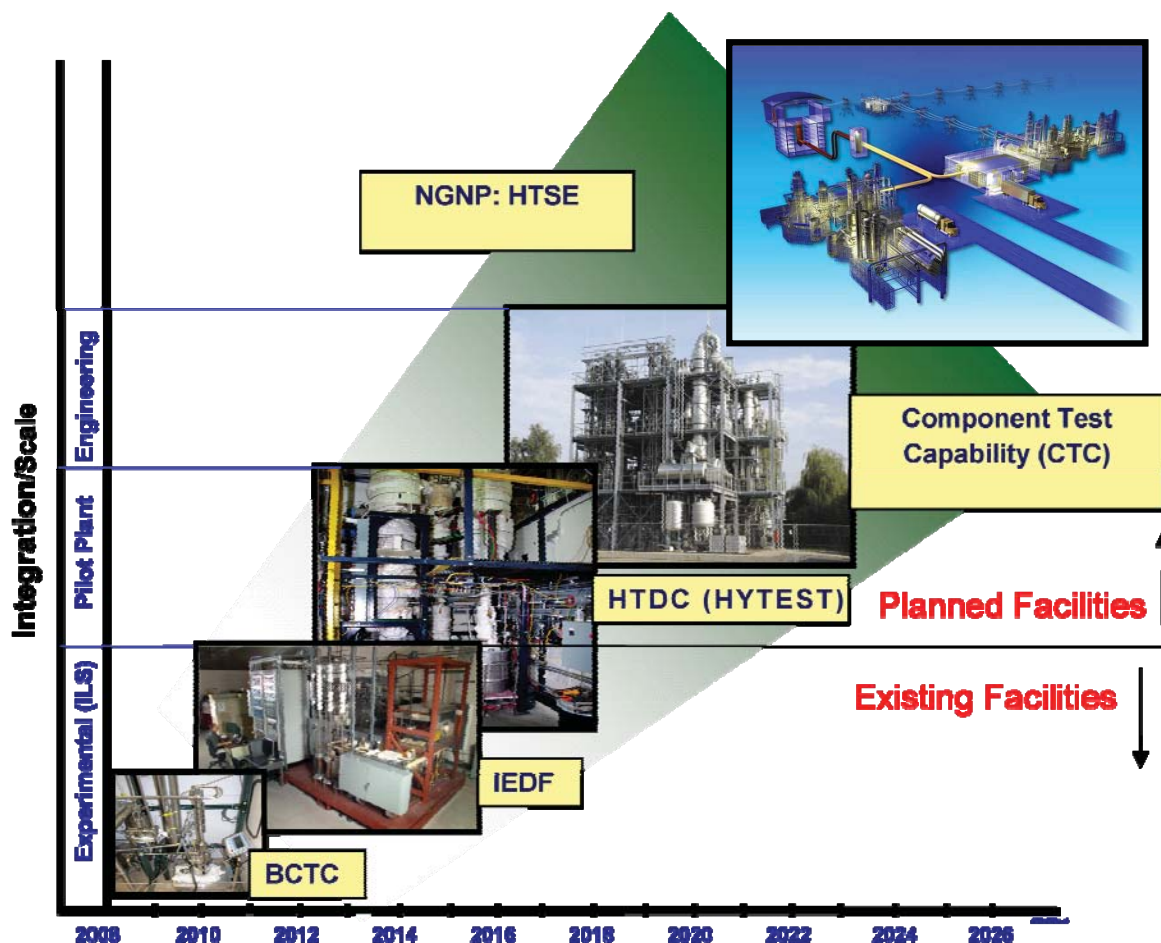 NGNP: HTSE
Integration/Scale
Engineering
Pilot Plant
Experimental (ILS)
Component Test
Capability (CTC)
HTDC (HYTEST)
Planned Facilities
Existing Facilities
IEDF
BCTC
2008 2010 2012 2014 2016 2018 2020 2022 2024 2026